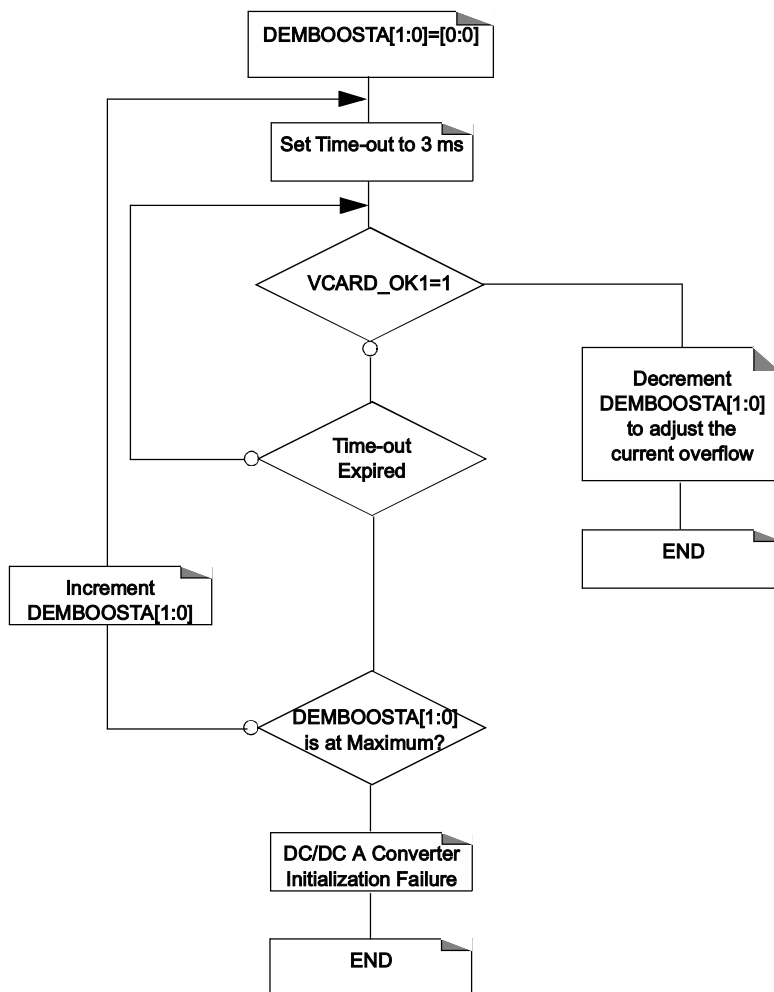 DEMBOOSTA[1:0]=[0:0]
Set Time-out to 3 ms
VCARD_OK1=1
Decrement
DEMBOOSTA[1:0]
to adjust the
current overflow
Time-out
Expired
END
Increment
DEMBOOSTA[1:0]
DEMBOOSTA[1:0]
is at Maximum?
DC/DC A Converter
Initialization Failure
END